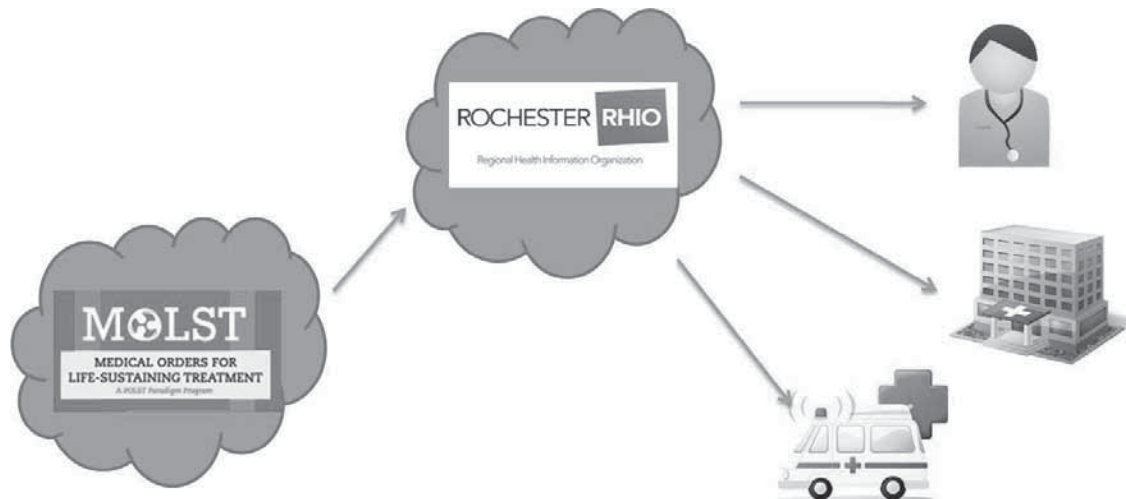 ROCHESTER RHIO
Regional Health Information Organization
MOLST
MEDICAL ORDERS FOR
LIFE-SUSTAINING TREATMENT
A POLST Paradigm Program